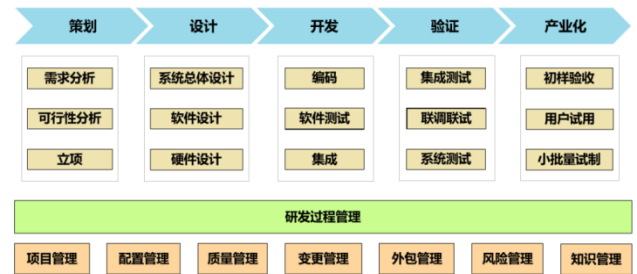 策划 设计 开发 验证 产业化
需求分析 系统总体设计 编码 集成测试 初样验收
可行性分析 软件设计 软件测试 联调联试 用户试用
立项 硬件设计 集成 系统测试 小批量试制
研发过程管理
项目管理 配置管理 质量管理 变更管理 外包管理 风险管理 知识管理